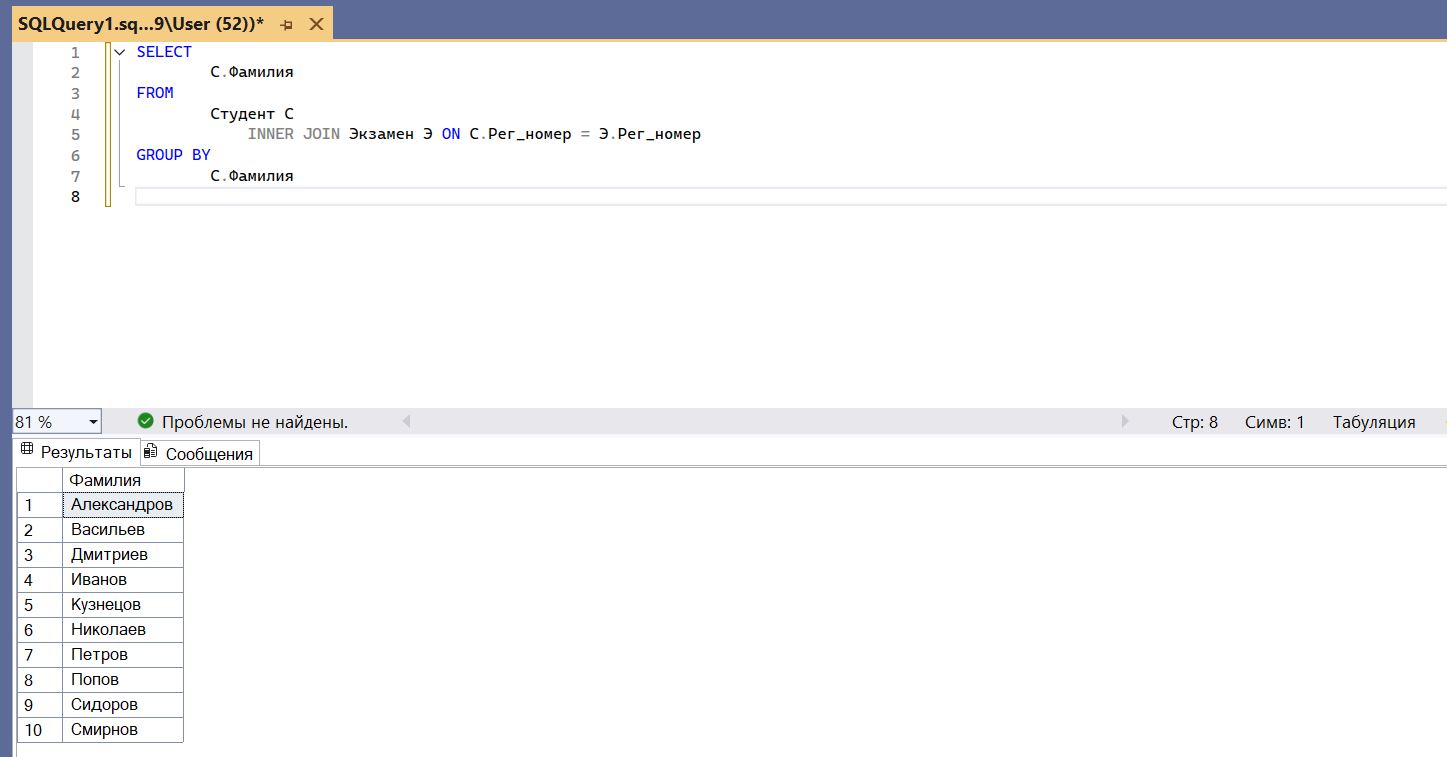 SQLQuery1.sq...9\User (52))*
1 SELECT
2 С.Фамилия
3 FROM
4 Студент С
5 INNER JOIN Экзамен Э ON С.Рег_номер = Э.Рег_номер
6 GROUP BY
7 С.Фамилия
8
81 % Проблемы не найдены. Стр: 8 Симв: 1 Табуляция
Результаты Сообщения
Фамилия
1 Александров
2 Васильев
3 Дмитриев
4 Иванов
5 Кузнецов
6 Николаев
7 Петров
8 Попов
9 Сидоров
10 Смирнов